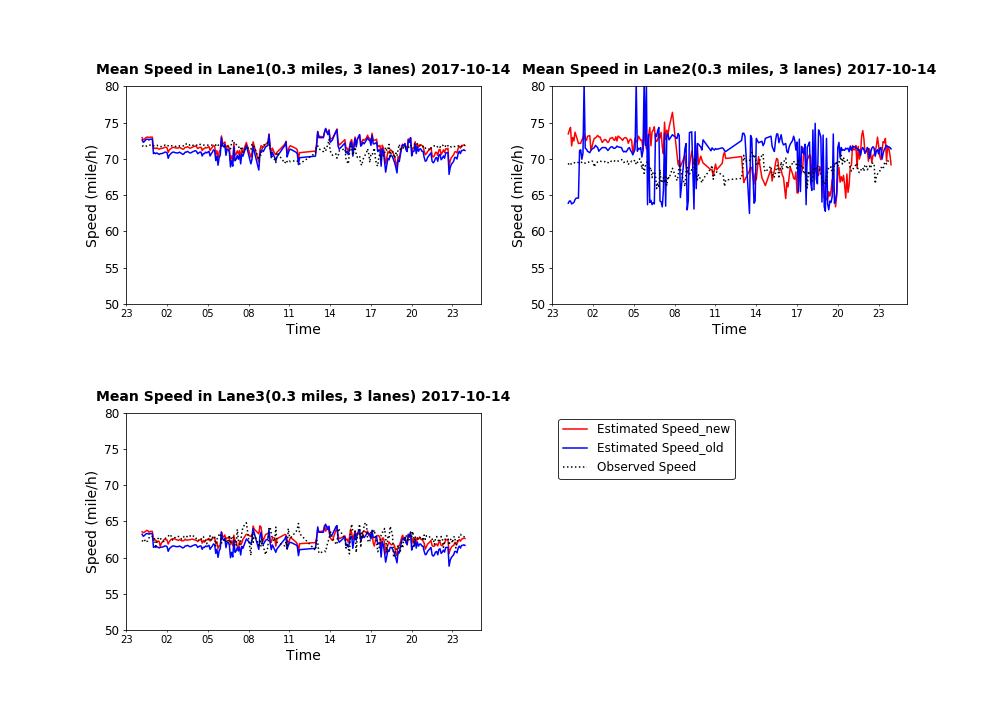 Mean Speed in Lane1(0.3 miles, 3 lanes) 2017-10-14
80
75
70
65
60
55
50
Speed (mile/h)
23 02 05 08 11 14 17 20 23
Time
Mean Speed in Lane2(0.3 miles, 3 lanes) 2017-10-14
80
75
70
65
60
55
50
Speed (mile/h)
23 02 05 08 11 14 17 20 23
Time
Mean Speed in Lane3(0.3 miles, 3 lanes) 2017-10-14
80
75
70
65
60
55
50
Speed (mile/h)
23 02 05 08 11 14 17 20 23
Time
Estimated Speed_new
Estimated Speed_old
Observed Speed